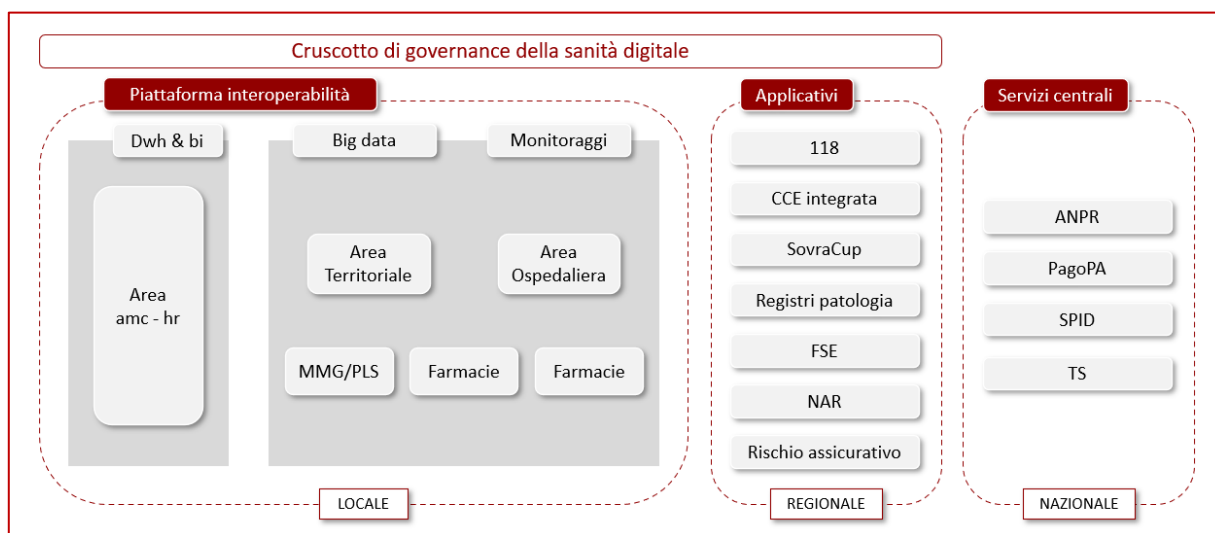 Cruscotto di governance della sanità digitale
Piattaforma interoperabilità
Dwh & bi
Big data
Monitoraggi
Area
amc - hr
Area
Territoriale
Area
Ospedaliera
MMG/PLS
Farmacie
Farmacie
LOCALE
Applicativi
118
CCE integrata
SovraCup
Registri patologia
FSE
NAR
Rischio assicurativo
REGIONALE
Servizi centrali
ANPR
PagoPA
SPID
TS
NAZIONALE